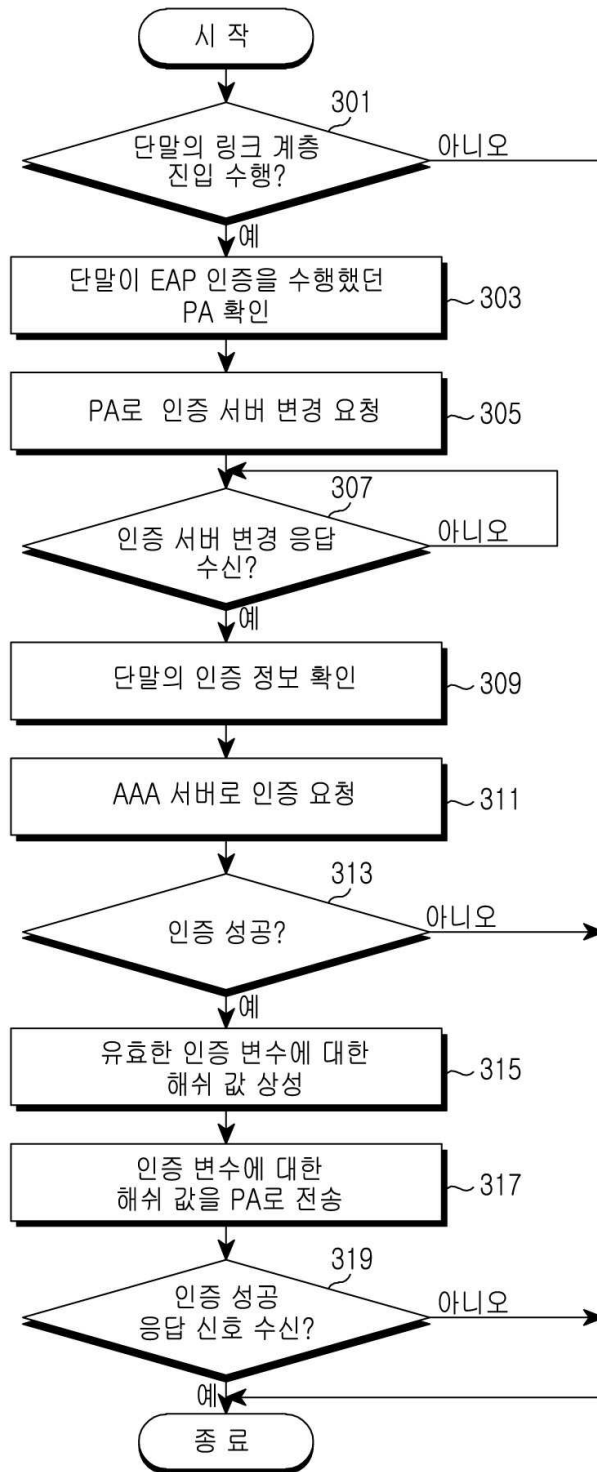 시 작
301
단말의 링크 계층
진입 수행?
아니오
예
단말이 EAP 인증을 수행했던
PA 확인
303
PA로 인증 서버 변경 요청
305
307
인증 서버 변경 응답
수신?
아니오
예
단말의 인증 정보 확인
309
AAA 서버로 인증 요청
311
313
인증 성공?
아니오
예
유효한 인증 변수에 대한
해쉬 값 상성
315
인증 변수에 대한
해쉬 값을 PA로 전송
317
319
인증 성공
응답 신호 수신?
아니오
예
종 료